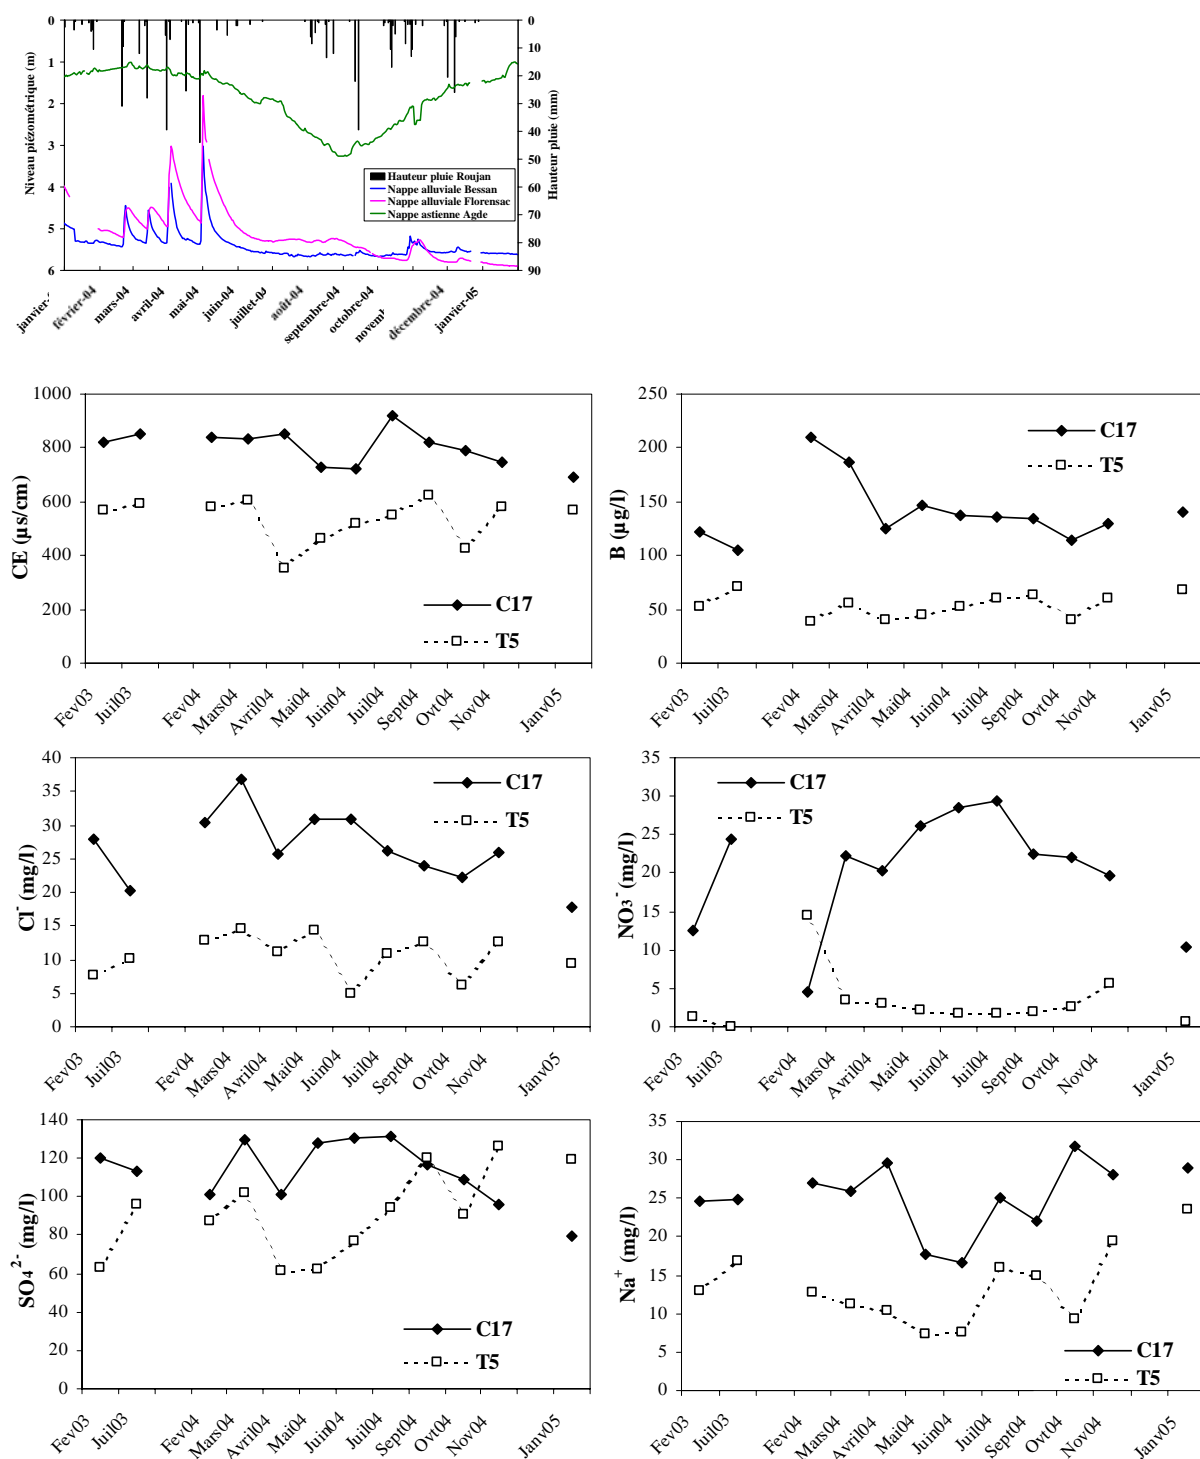 0
1
2
3
4
5
6
Niveau piézométrique (m)
0
10
20
30
40
50
60
70
80
90
Hauteur pluie (mm)
Hauteur pluie Roujan
Nappe alluviale Bessan
Nappe alluviale Florensac
Nappe astienne Agde
février-04
mars-04
avril-04
mai-04
juin-04
août-04
septembre-04
octobre-04
décembre-04
janvier-05
1000
800
600
400
200
0
CE (µs/cm)
C17
T5
Fev03
Juil03
Fev04
Mars04
Avril04
Mai04
Juin04
Juil04
Sept04
Ovt04
Nov04
Janv05
250
200
150
100
50
0
B (µg/l)
C17
T5
Fev03
Juil03
Fev04
Mars04
Avril04
Mai04
Juin04
Juil04
Sept04
Ovt04
Nov04
Janv05
40
35
30
25
20
15
10
5
0
Cl⁻ (mg/l)
C17
T5
Fev03
Juil03
Fev04
Mars04
Avril04
Mai04
Juin04
Juil04
Sept04
Ovt04
Nov04
Janv05
35
30
25
20
15
10
5
0
NO₃⁻ (mg/l)
C17
T5
Fev03
Juil03
Fev04
Mars04
Avril04
Mai04
Juin04
Juil04
Sept04
Ovt04
Nov04
Janv05
140
120
100
80
60
40
20
0
SO₄²⁻ (mg/l)
C17
T5
Fev03
Juil03
Fev04
Mars04
Avril04
Mai04
Juin04
Juil04
Sept04
Ovt04
Nov04
Janv05
35
30
25
20
15
10
5
0
Na⁺ (mg/l)
C17
T5
Fev03
Juil03
Fev04
Mars04
Avril04
Mai04
Juin04
Juil04
Sept04
Ovt04
Nov04
Janv05